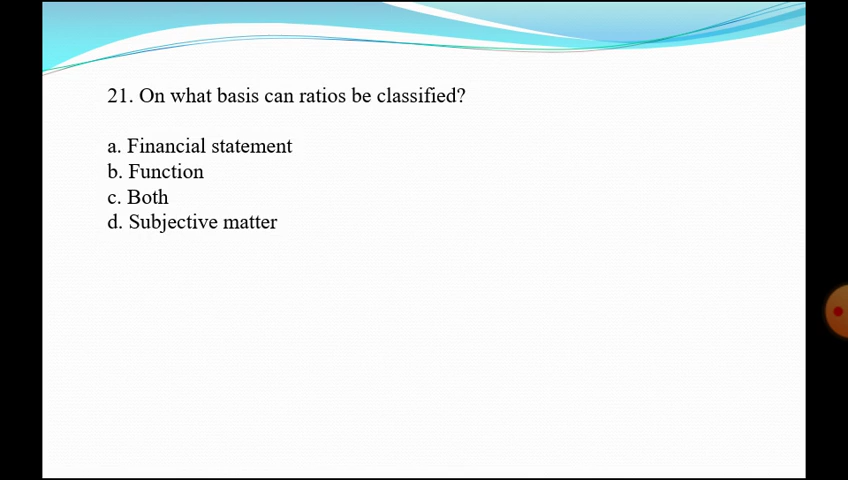 21. On what basis can ratios be classified?
a. Financial statement
b. Function
c. Both
d. Subjective matter